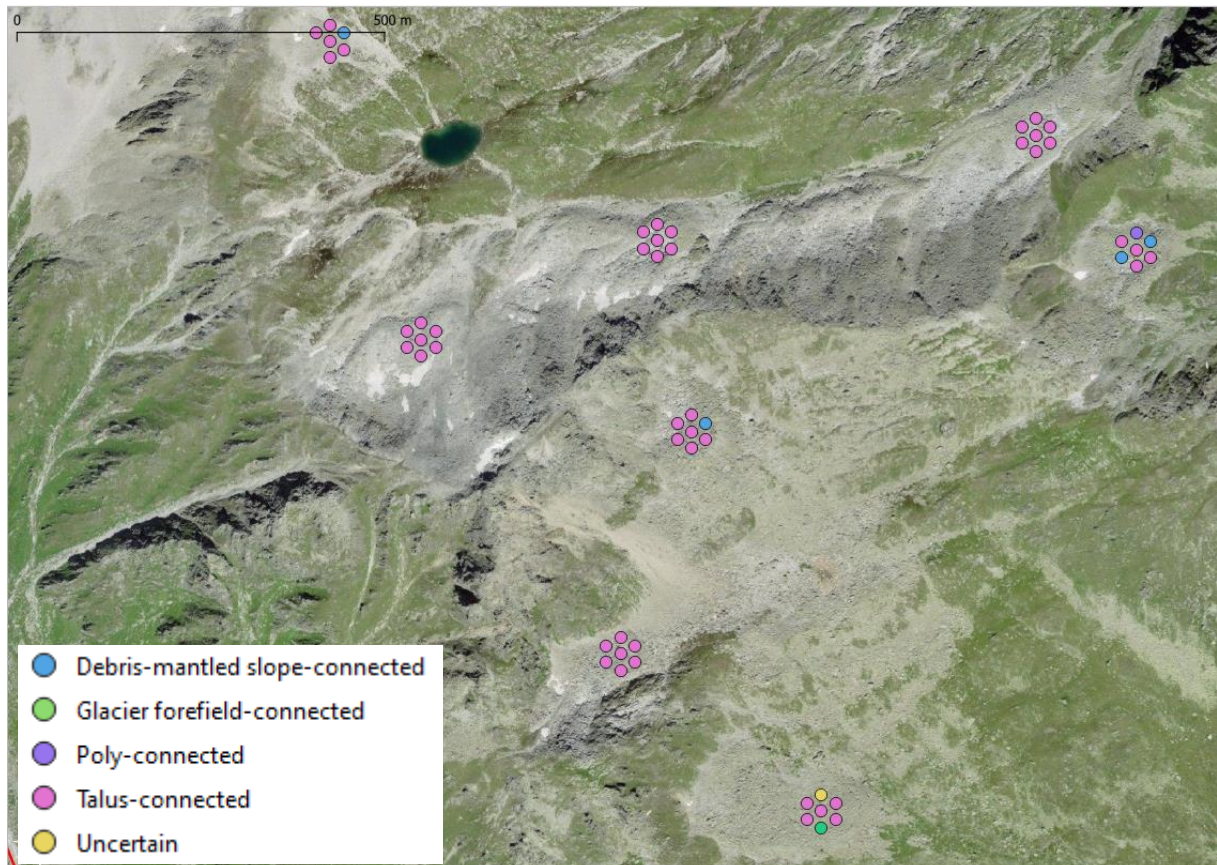 0 500 m
Debris-mantled slope-connected
Glacier forefield-connected
Poly-connected
Talus-connected
Uncertain